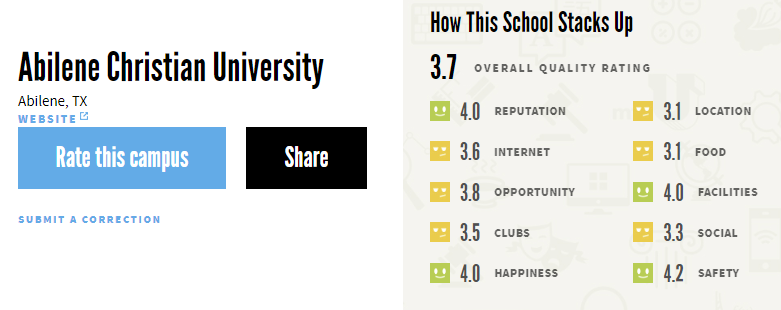 Abilene Christian University
Abilene, TX
WEBSITE
Rate this campus
Share
SUBMIT A CORRECTION
How This School Stacks Up
3.7 OVERALL QUALITY RATING
4.0 REPUTATION
3.1 LOCATION
3.6 INTERNET
3.1 FOOD
3.8 OPPORTUNITY
4.0 FACILITIES
3.5 CLUBS
3.3 SOCIAL
4.0 HAPPINESS
4.2 SAFETY